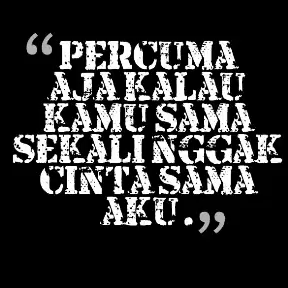 “ PERCUMA
AJA KALAU
KAMU SAMA
SEKALI NGGAK
CINTA SAMA
AKU . ”